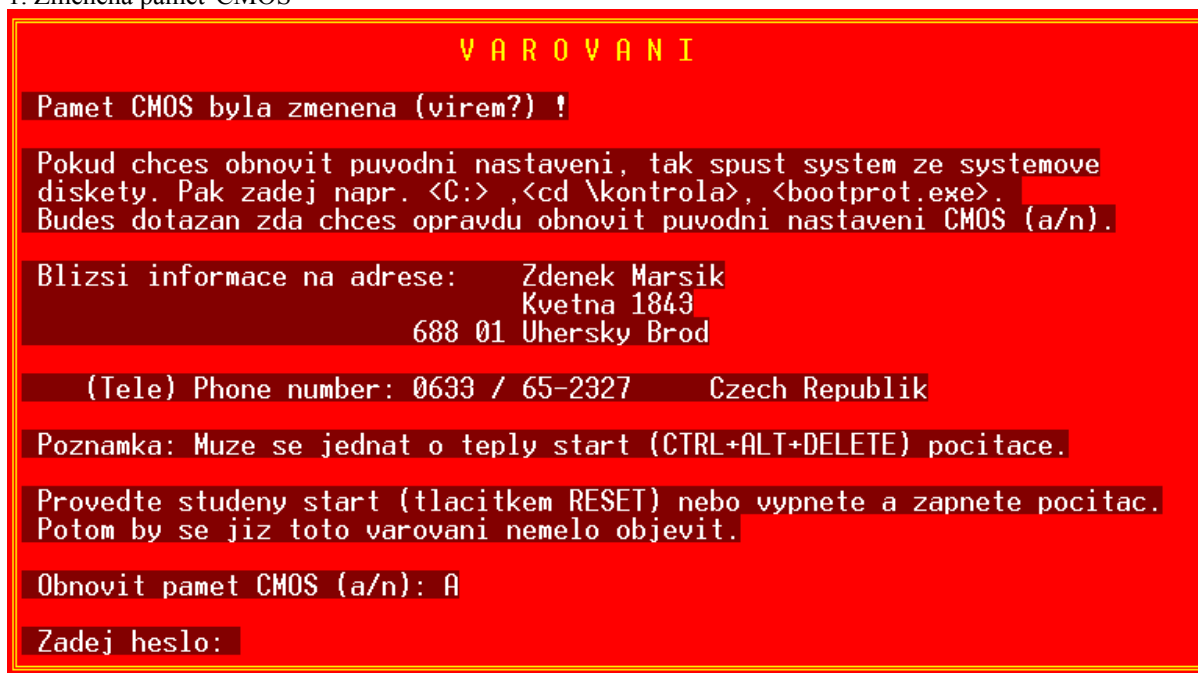 1. Zmenena pamet CMOS
V A R O V A N I
Pamet CMOS byla zmenena (virem?) !
Pokud chces obnovit puvodni nastaveni, tak spust system ze systemove
diskety. Pak zadej napr. <C:> ,<cd \kontrola>, <bootprot.exe>.
Budes dotazan zda chces opravdu obnovit puvodni nastaveni CMOS (a/n).
Blizsi informace na adrese: Zdenek Marsik
Kvetna 1843
688 01 Uhersky Brod
(Tele) Phone number: 0633 / 65-2327 Czech Republik
Poznamka: Muze se jednat o teply start (CTRL+ALT+DELETE) pocitace.
Provedte studeny start (tlacitkem RESET) nebo vypnete a zapnete pocitac.
Potom by se jiz toto varovani nemelo objevit.
Obnovit pamet CMOS (a/n): A
Zadej heslo: